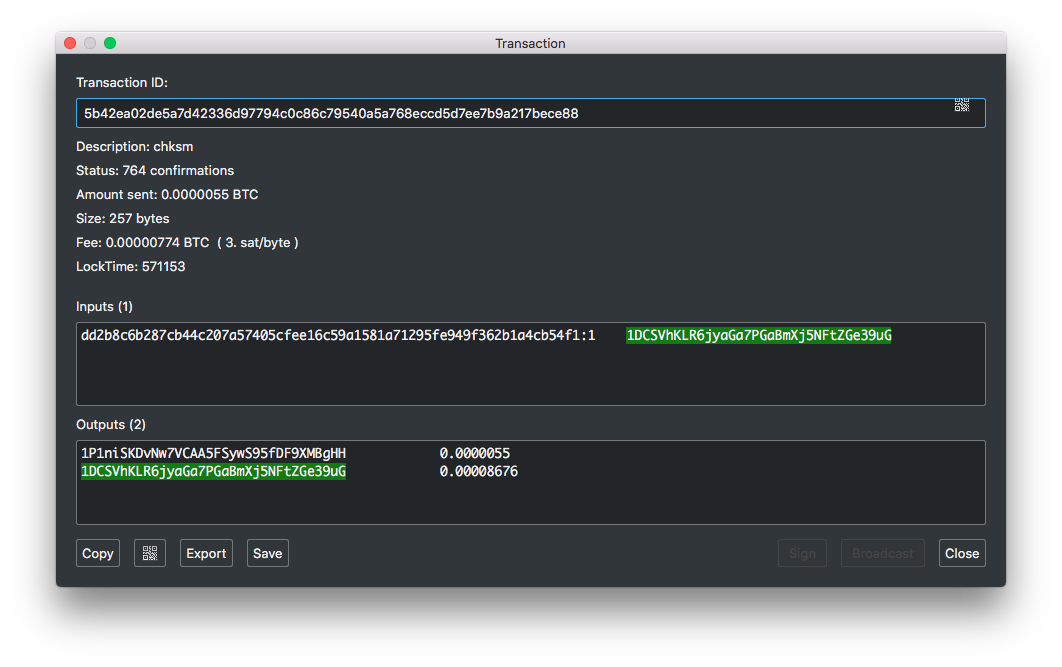 Transaction
Transaction ID:
5b42ea02de5a7d42336d97794c0c86c79540a5a768eccd5d7ee7b9a217bece88
Description: chksm
Status: 764 confirmations
Amount sent: 0.0000055 BTC
Size: 257 bytes
Fee: 0.00000774 BTC ( 3. sat/byte )
LockTime: 571153
Inputs (1)
dd2b8c6b287cb44c207a57405cfee16c59a1581a71295fe949f362b1a4cb54f1:1 1DCSVhKLR6jyaGa7PGaBmXj5NFtZGe39uG
Outputs (2)
1P1niSKDvNw7VCAA5FSywS95fDF9XMBgHH 0.0000055
1DCSVhKLR6jyaGa7PGaBmXj5NFtZGe39uG 0.00008676
Copy Export Save Sign Broadcast Close